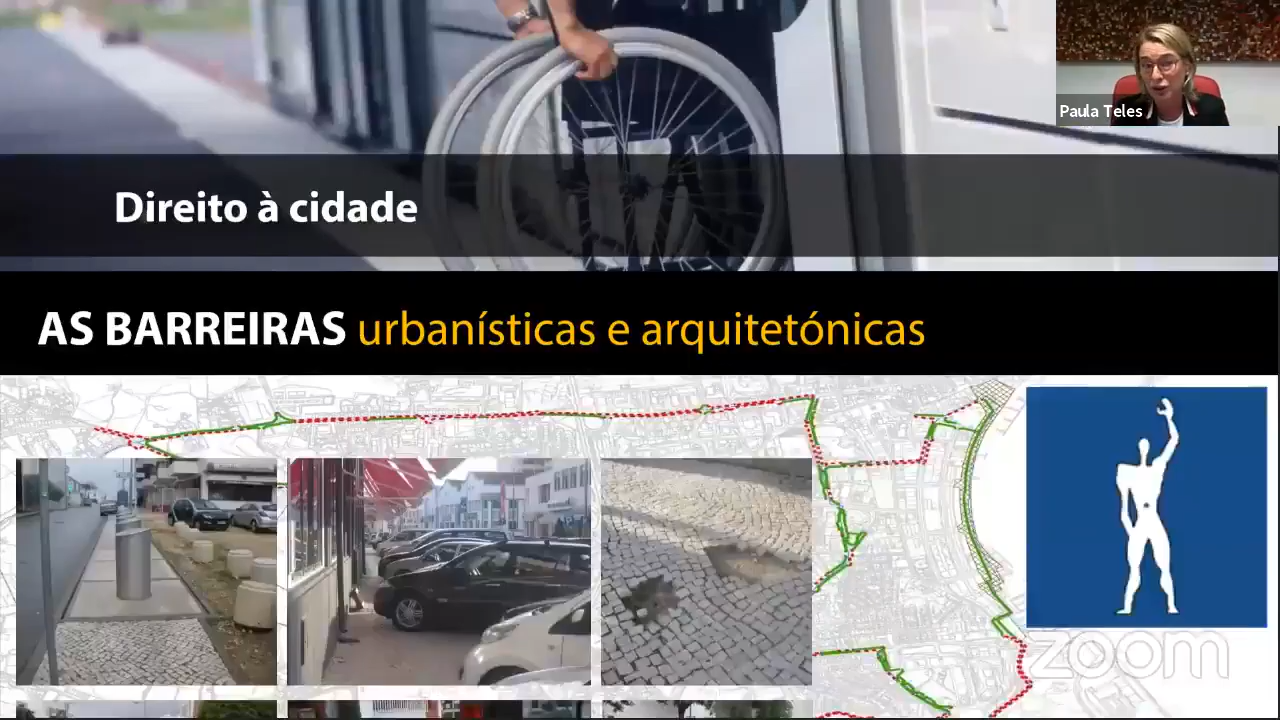 Paula Teles
Direito à cidade
AS BARREIRAS urbanísticas e arquitetónicas
zoom